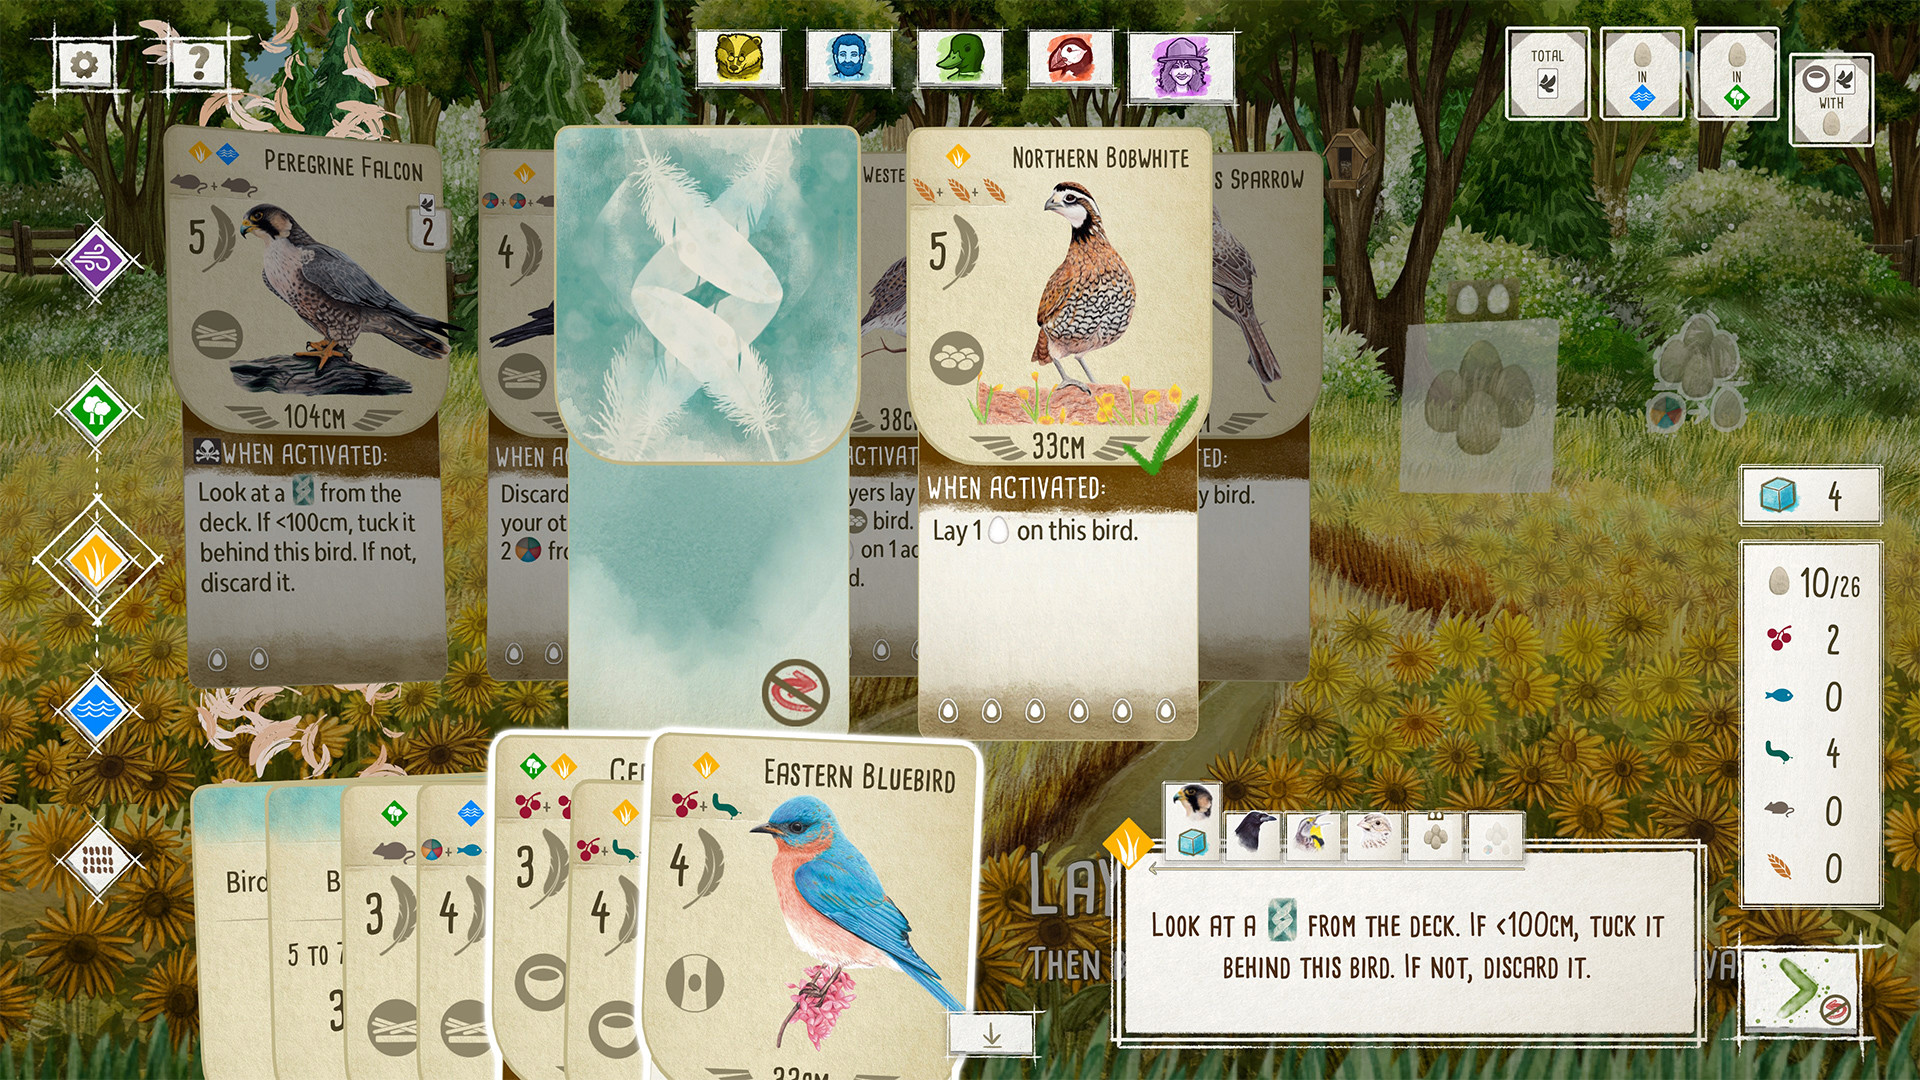 ?
TOTAL
IN
IN
WITH
PEREGRINE FALCON
5
2
104CM
WHEN ACTIVATED:
Look at a from the
deck. If <100cm, tuck it
behind this bird. If not,
discard it.
4
WHEN A
Discard
your ot
2 fro
WESTE
38C
ACTIVAT
yers lay
bird.
on 1 ac
d.
NORTHERN BOBWHITE
5
33CM
WHEN ACTIVATED:
Lay 1 on this bird.
S SPARROW
ED:
y bird.
4
10/26
2
0
4
0
0
Bird
B
5 TO 7
3
3
4
CE
3
4
EASTERN BLUEBIRD
4
33CM
LAY
THEN
VA
LOOK AT A FROM THE DECK. IF <100CM, TUCK IT
BEHIND THIS BIRD. IF NOT, DISCARD IT.